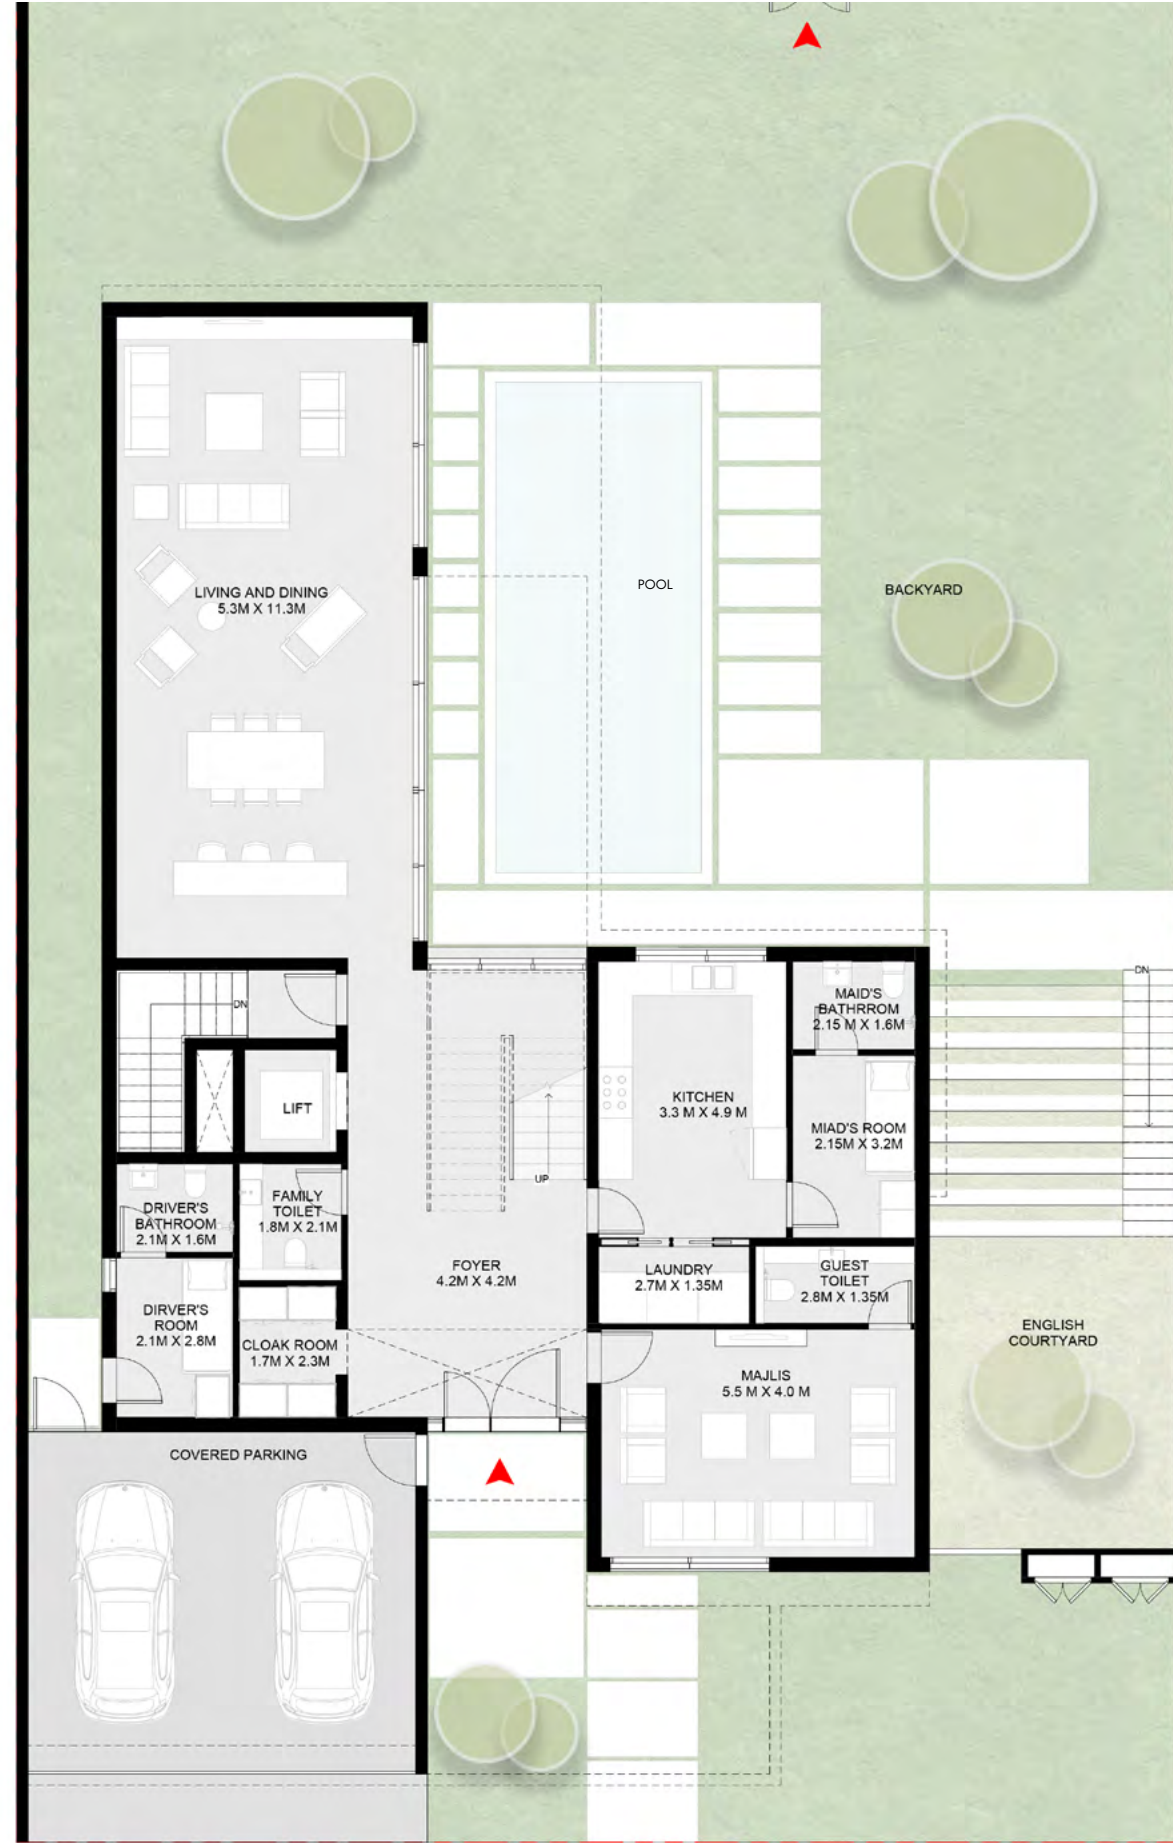 POOL
BACKYARD
LIVING AND DINING
5.3M X 11.3M
DN
DN
MAID'S
BATHRROM
2.15 M X 1.6M
KITCHEN
3.3 M X 4.9 M
LIFT
MIAD'S ROOM
2.15M X 3.2M
UP
FAMILY
TOILET
1.8M X 2.1M
DRIVER'S
BATHROOM
2.1M X 1.6M
FOYER
4.2M X 4.2M
LAUNDRY
2.7M X 1.35M
GUEST
TOILET
2.8M X 1.35M
DIRVER'S
ROOM
2.1M X 2.8M
CLOAK ROOM
1.7M X 2.3M
ENGLISH
COURTYARD
MAJLIS
5.5 M X 4.0 M
COVERED PARKING